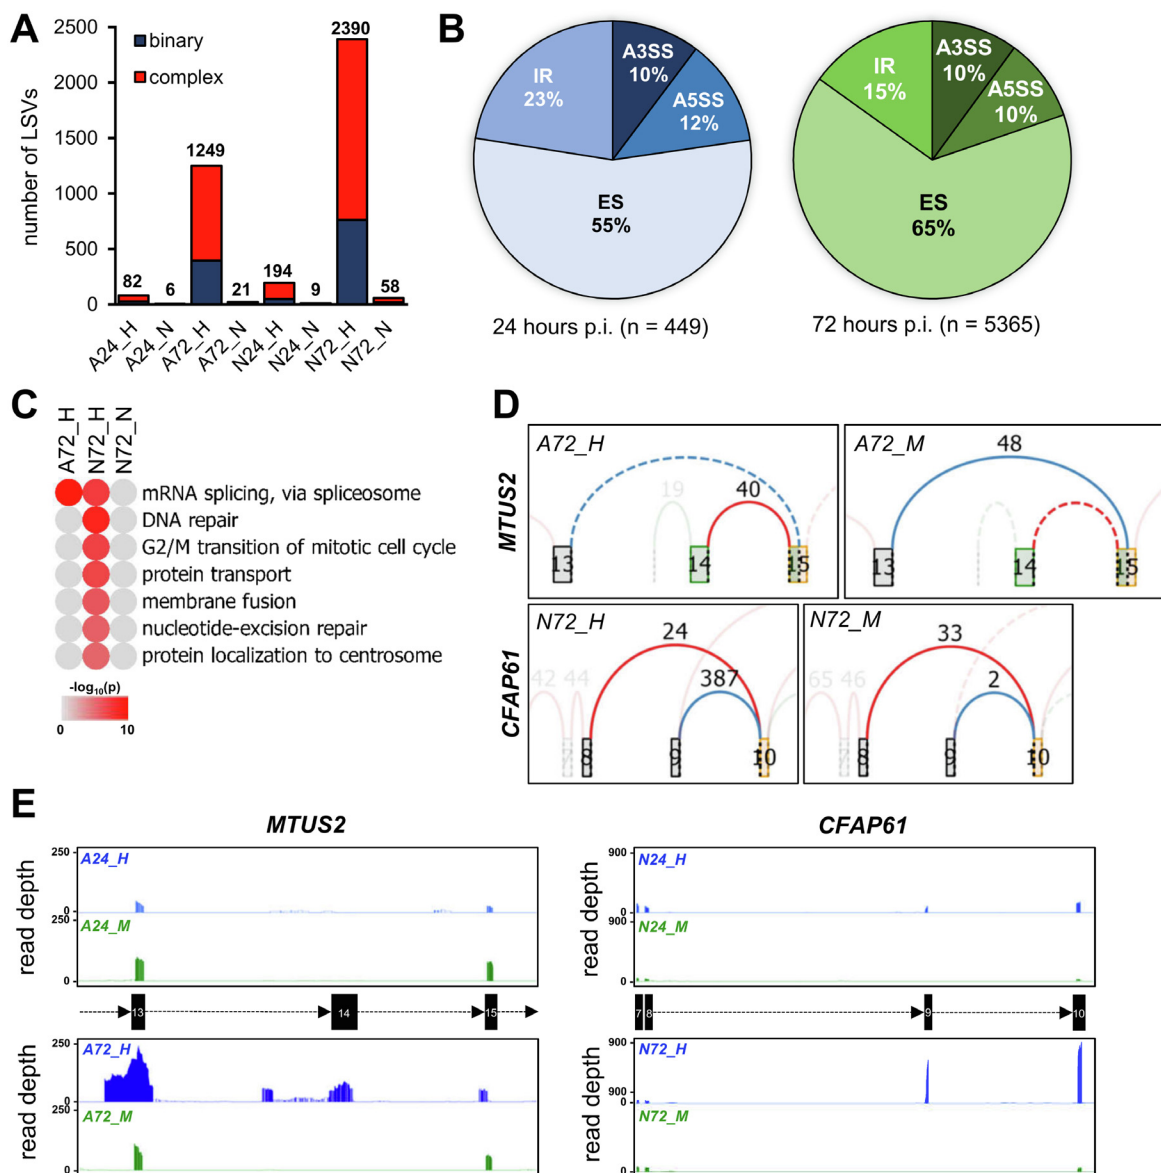 A
number of LSVs
2500
2000
1500
1000
500
0
binary
complex
82
6
1249
21
194
9
2390
58
A24_H
A24_N
A72_H
A72_N
N24_H
N24_N
N72_H
N72_N
B
IR
23%
A3SS
10%
A5SS
12%
ES
55%
24 hours p.i. (n = 449)
IR
15%
A3SS
10%
A5SS
10%
ES
65%
72 hours p.i. (n = 5365)
C
A72_H
N72_H
N72_N
mRNA splicing, via spliceosome
DNA repair
G2/M transition of mitotic cell cycle
protein transport
membrane fusion
nucleotide-excision repair
protein localization to centrosome
-log10(p)
0 10
D
MTUS2
A72_H
19
40
13
14
15
A72_M
48
13
14
15
CFAP61
N72_H
24
387
42 44
7
8
9
10
N72_M
33
2
65 46
7
8
9
10
E
MTUS2
read depth
250
A24_H
0
250
A24_M
0
13
14
15
read depth
250
A72_H
0
250
A72_M
0
CFAP61
read depth
900
N24_H
0
900
N24_M
0
7 8
9
10
read depth
900
N72_H
900
0
N72_M
0